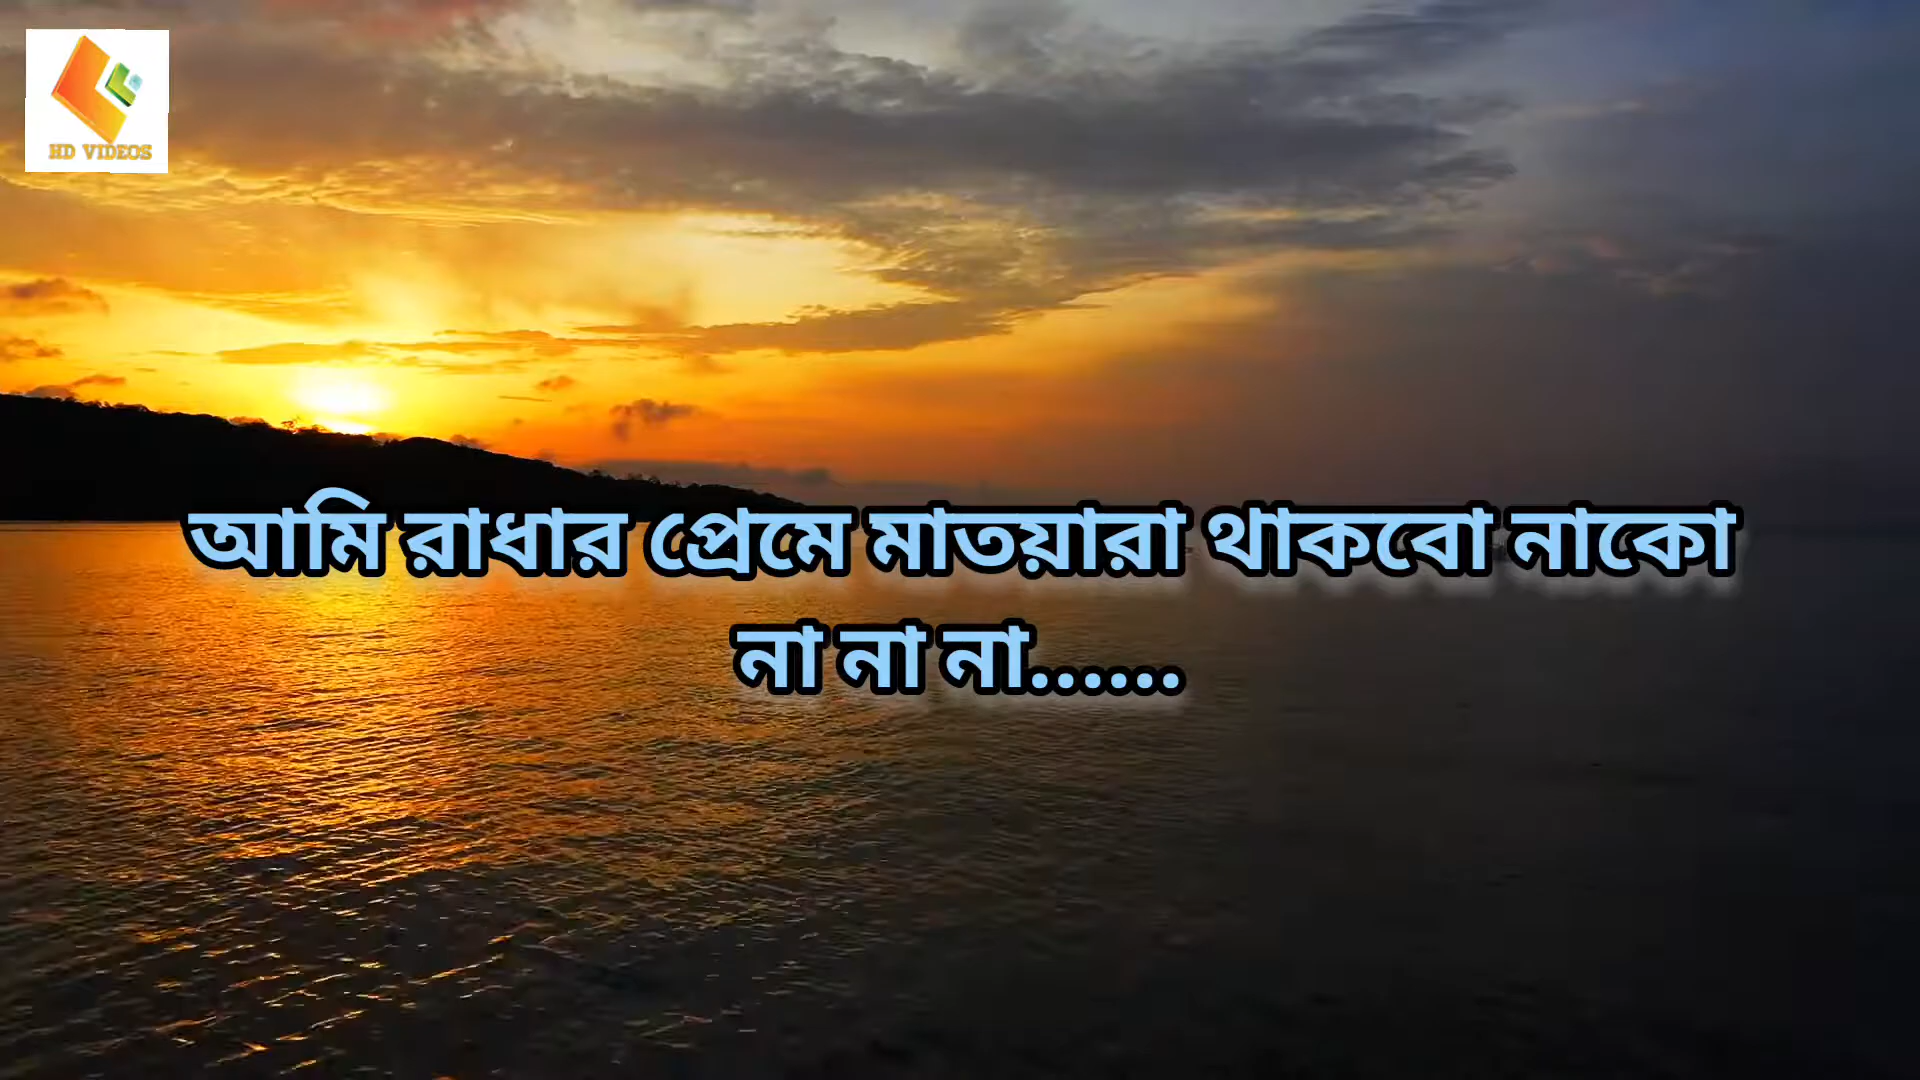 HD VIDEOS
আমি রাধার প্রেমে মাতয়ারা থাকবো নাকো
না না না......